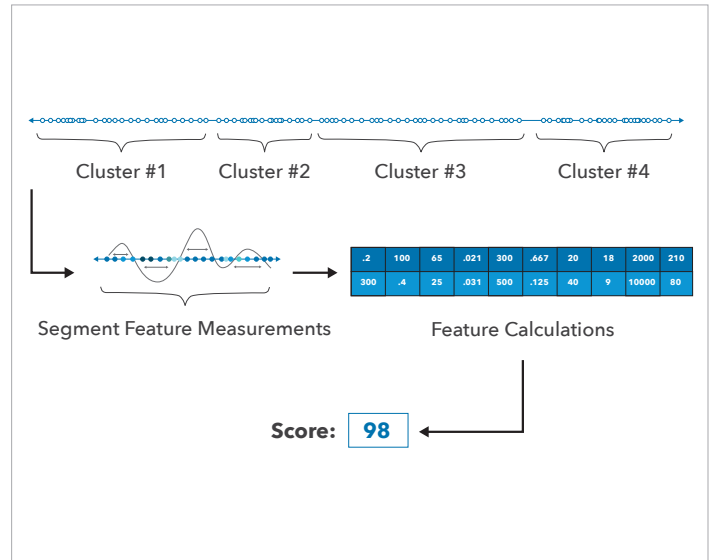 Cluster #1 Cluster #2 Cluster #3 Cluster #4
.2 100 65 .021 300 .667 20 18 2000 210
300 .4 25 .031 500 .125 40 9 10000 80
Segment Feature Measurements
Feature Calculations
Score: 98